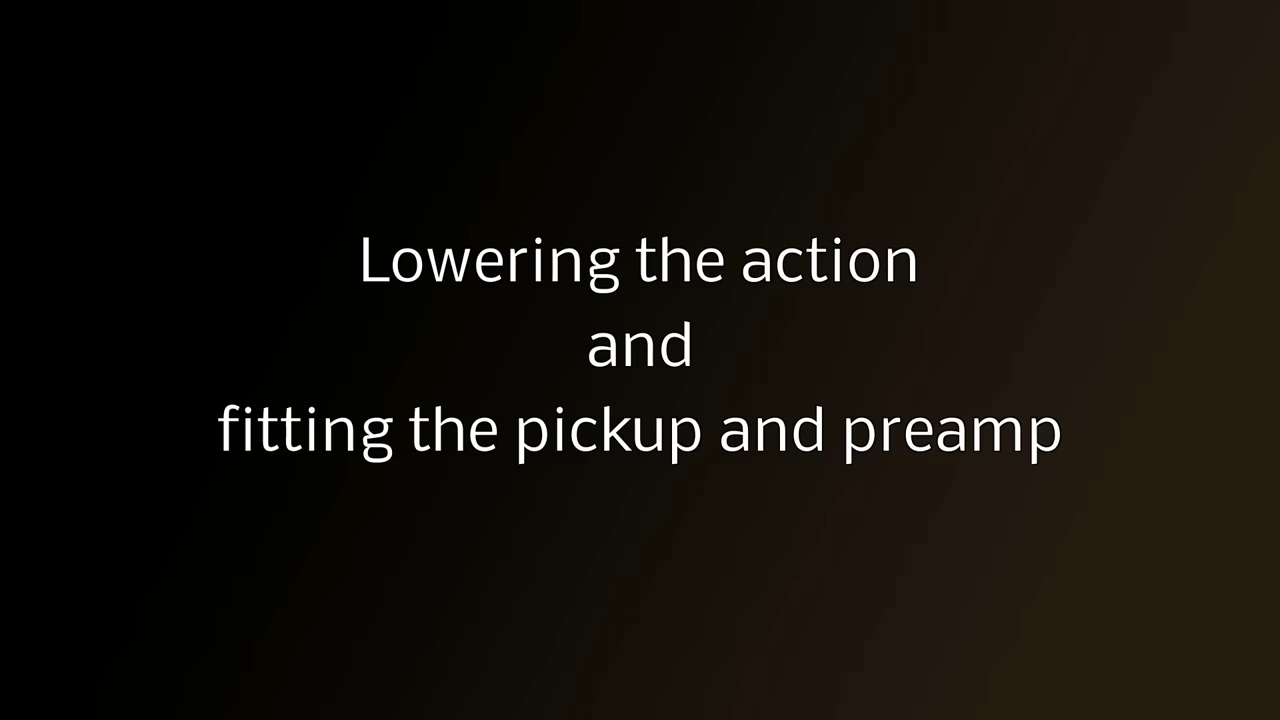 Lowering the action
and
fitting the pickup and preamp